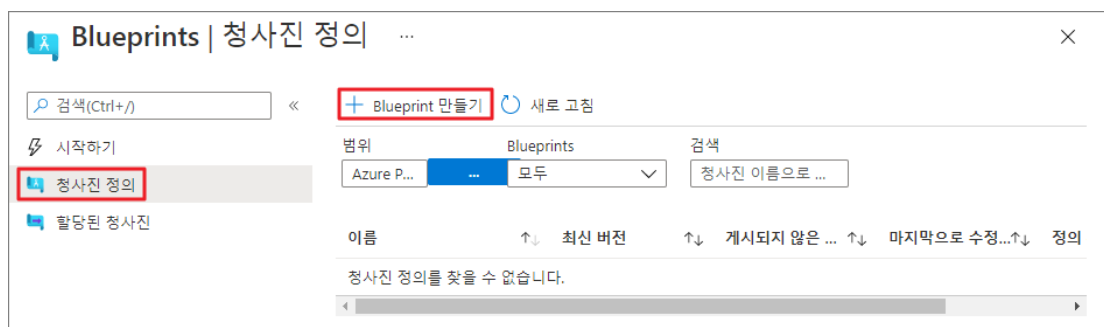 Blueprints | 청사진 정의 ...
검색(Ctrl+/)
시작하기
청사진 정의
할당된 청사진
Blueprint 만들기 새로 고침
범위 Blueprints 검색
Azure P... ... 모두 청사진 이름으로 ...
이름 최신 버전 게시되지 않은 ... 마지막으로 수정... 정의
청사진 정의를 찾을 수 없습니다.